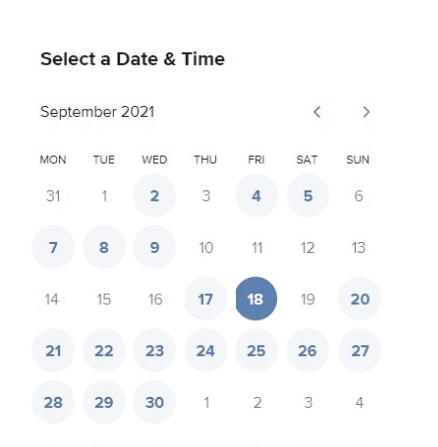 Select a Date & Time
September 2021
MON TUE WED THU FRI SAT SUN
31 1 2 3 4 5 6
7 8 9 10 11 12 13
14 15 16 17 18 19 20
21 22 23 24 25 26 27
28 29 30 1 2 3 4